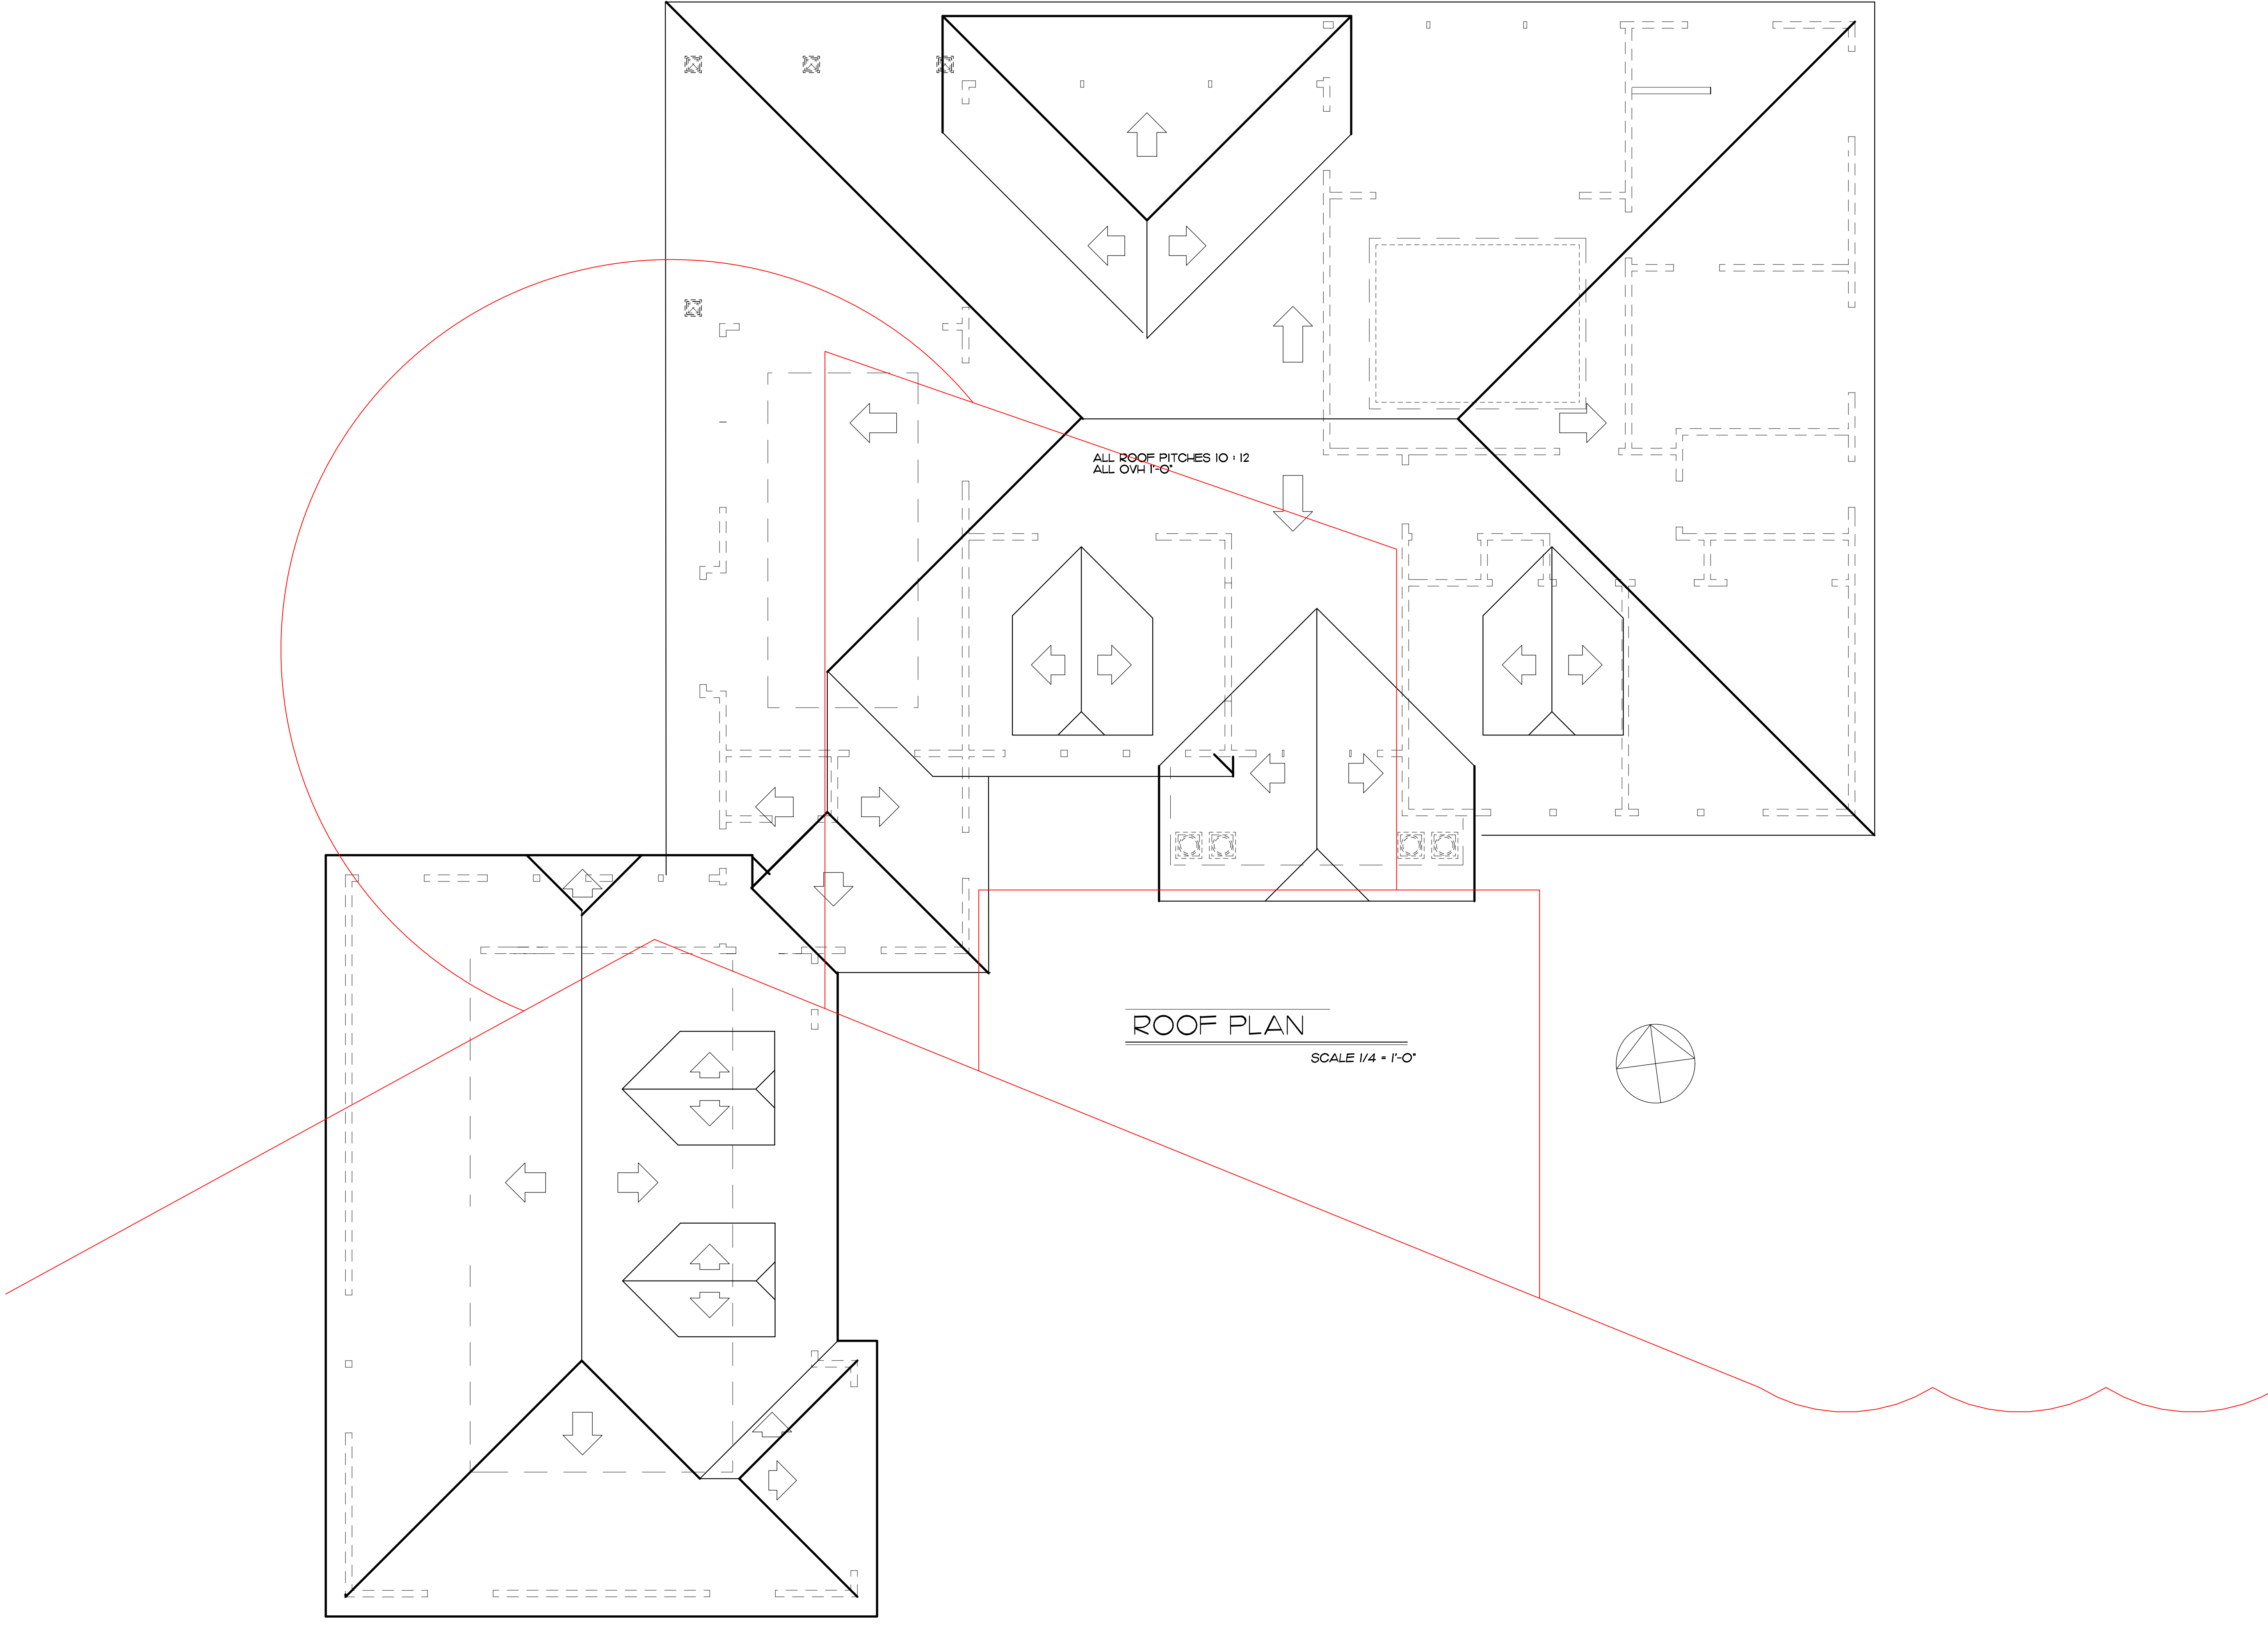 ALL ROOF PITCHES 10 : 12
ALL OVH 1'-0"
ROOF PLAN
SCALE 1/4 = 1'-0"